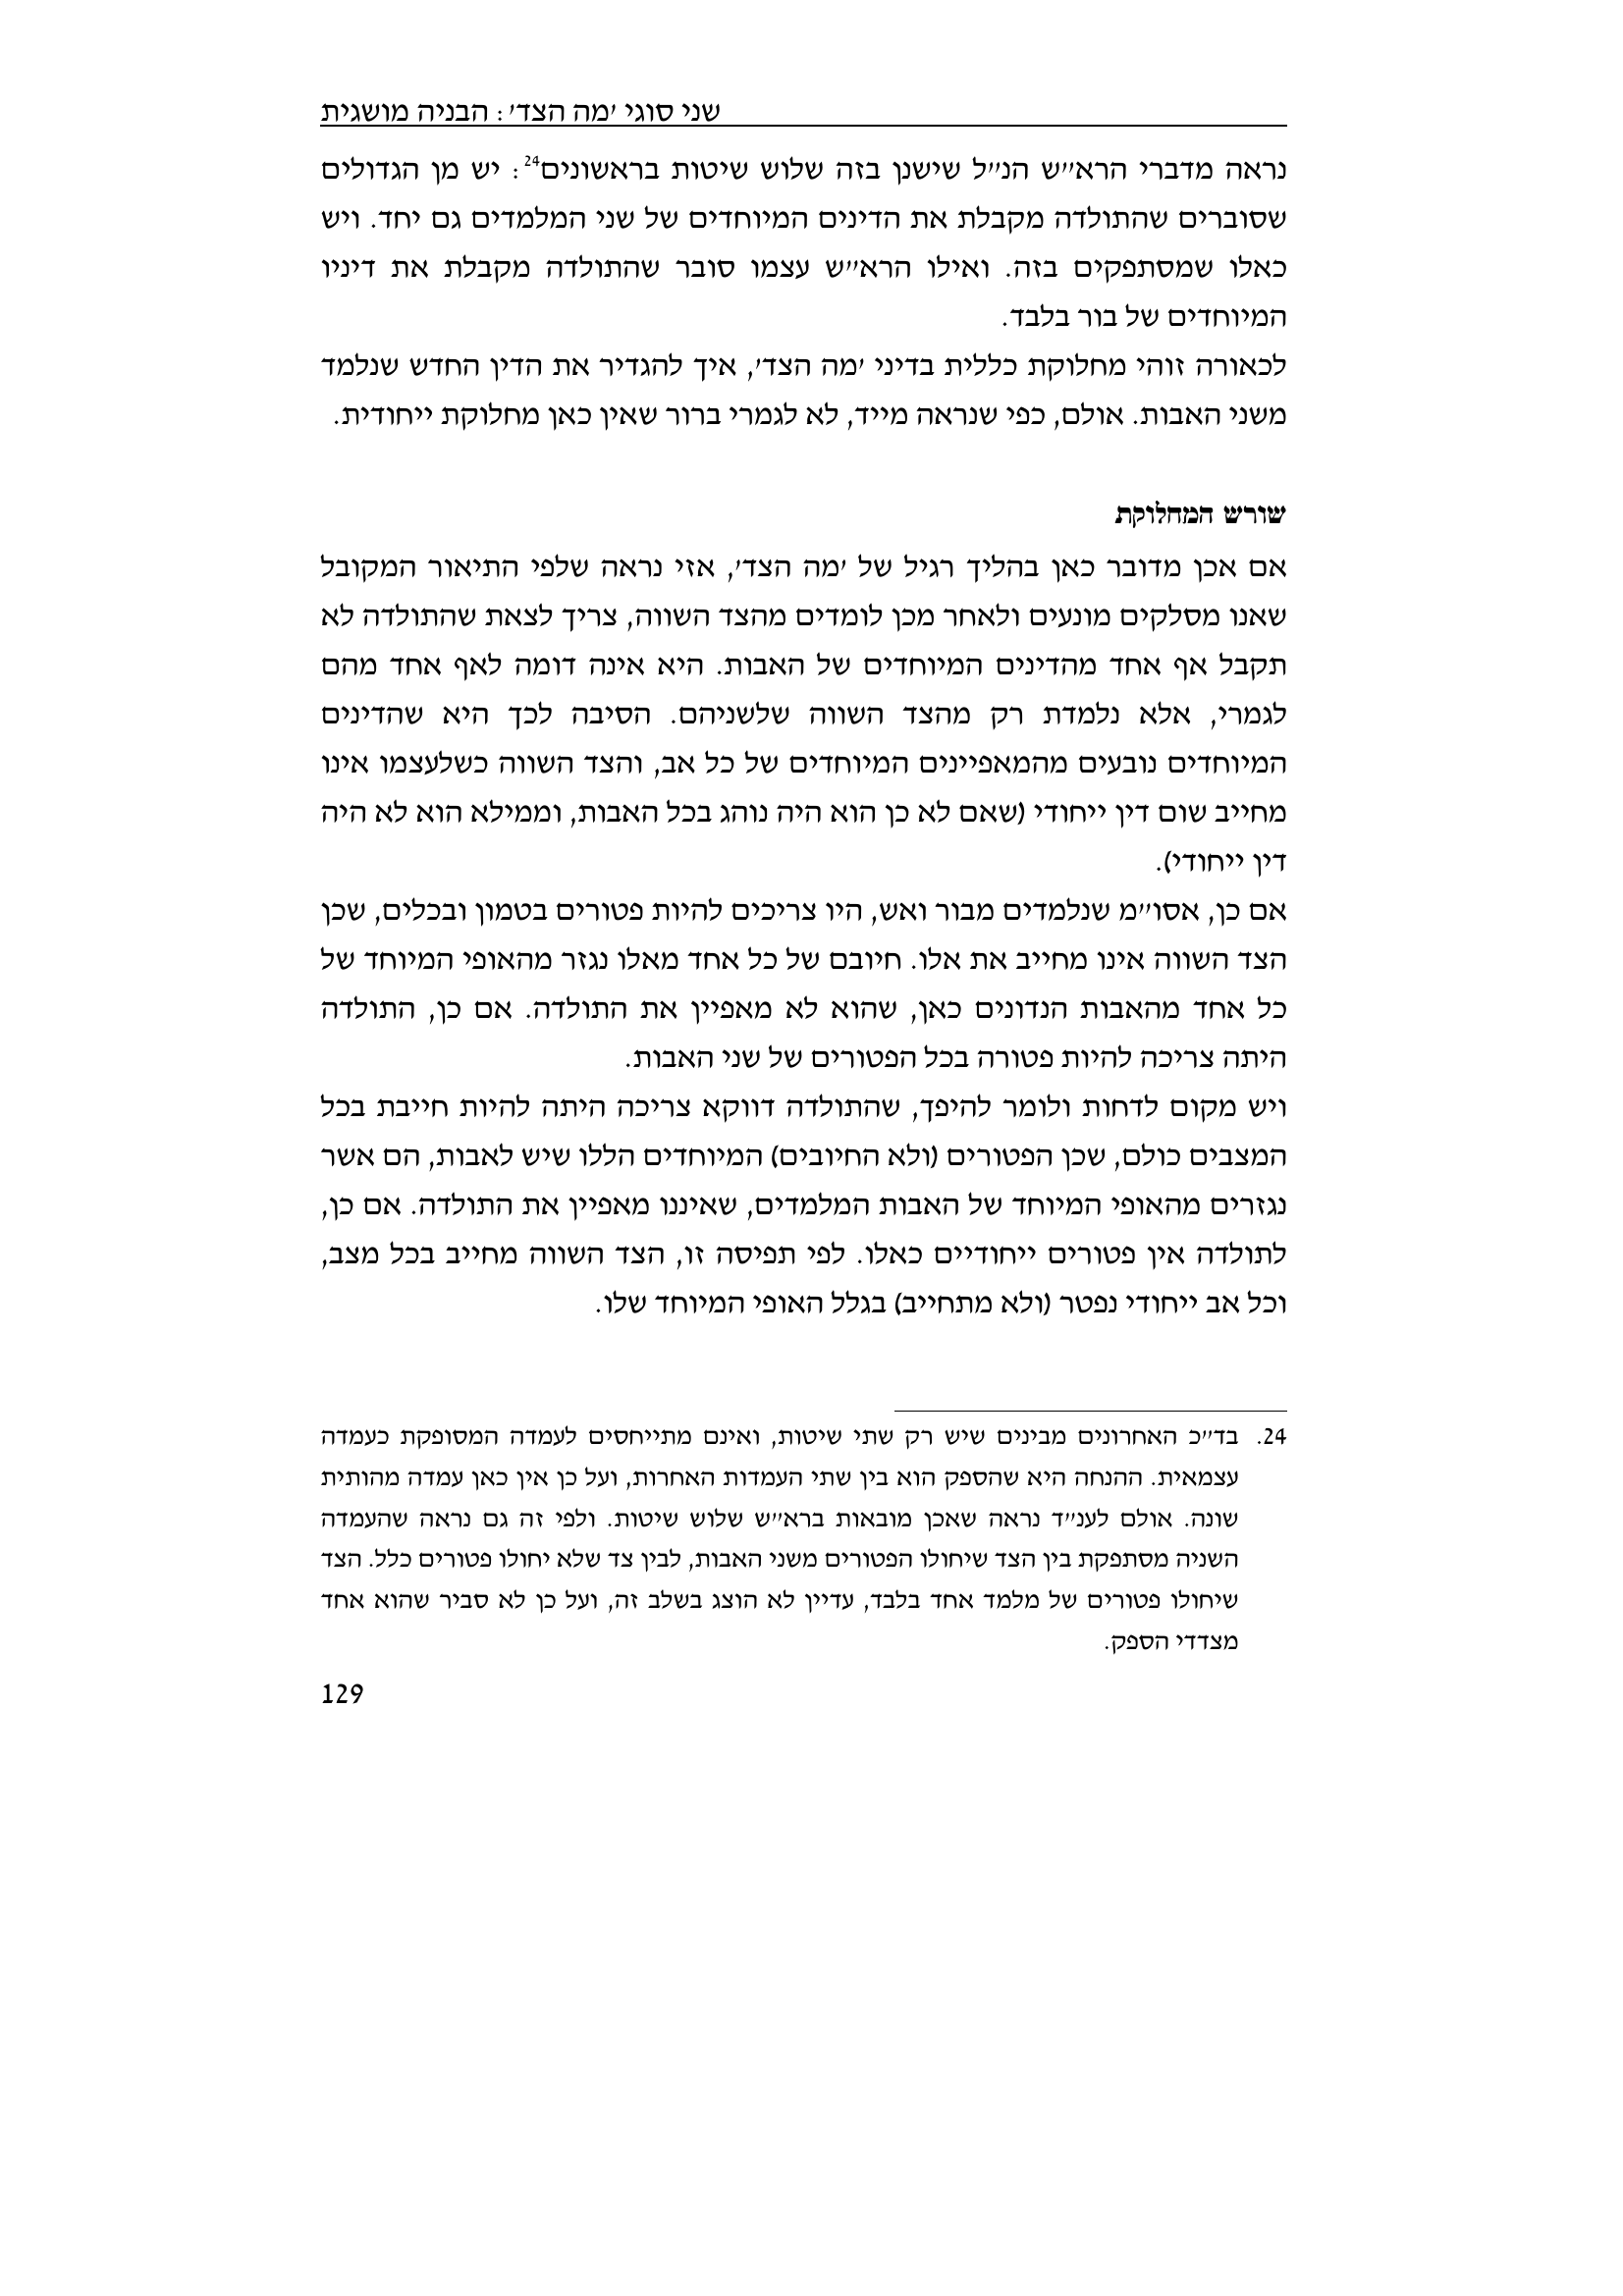 שני סוגי 'מה הצד': הבניה מושגית
נראה מדברי הרא"ש הנ"ל שישנן בזה שלוש שיטות בראשונים24: יש מן הגדולים
שסוברים שהתולדה מקבלת את הדינים המיוחדים של שני המלמדים גם יחד. ויש
כאלו שמסתפקים בזה. ואילו הרא"ש עצמו סובר שהתולדה מקבלת את דיניו
המיוחדים של בור בלבד.
לכאורה זוהי מחלוקת כללית בדיני 'מה הצד', איך להגדיר את הדין החדש שנלמד
משני האבות. אולם, כפי שנראה מייד, לא לגמרי ברור שאין כאן מחלוקת ייחודית.
שורש המחלוקת
אם אכן מדובר כאן בהליך רגיל של 'מה הצד', אזי נראה שלפי התיאור המקובל
שאנו מסלקים מונעים ולאחר מכן לומדים מהצד השווה, צריך לצאת שהתולדה לא
תקבל אף אחד מהדינים המיוחדים של האבות. היא אינה דומה לאף אחד מהם
לגמרי, אלא נלמדת רק מהצד השווה שלשניהם. הסיבה לכך היא שהדינים
המיוחדים נובעים מהמאפיינים המיוחדים של כל אב, והצד השווה כשלעצמו אינו
מחייב שום דין ייחודי (שאם לא כן הוא היה נוהג בכל האבות, וממילא הוא לא היה
דין ייחודי).
אם כן, אסו"מ שנלמדים מבור ואש, היו צריכים להיות פטורים בטמון ובכלים, שכן
הצד השווה אינו מחייב את אלו. חיובם של כל אחד מאלו נגזר מהאופי המיוחד של
כל אחד מהאבות הנדונים כאן, שהוא לא מאפיין את התולדה. אם כן, התולדה
היתה צריכה להיות פטורה בכל הפטורים של שני האבות.
ויש מקום לדחות ולומר להיפך, שהתולדה דווקא צריכה היתה להיות חייבת בכל
המצבים כולם, שכן הפטורים (ולא החיובים) המיוחדים הללו שיש לאבות, הם אשר
נגזרים מהאופי המיוחד של האבות המלמדים, שאיננו מאפיין את התולדה. אם כן,
לתולדה אין פטורים ייחודיים כאלו. לפי תפיסה זו, הצד השווה מחייב בכל מצב,
וכל אב ייחודי נפטר (ולא מתחייב) בגלל האופי המיוחד שלו.
24. בד"כ האחרונים מבינים שיש רק שתי שיטות, ואינם מתייחסים לעמדה המסופקת כעמדה
עצמאית. ההנחה היא שהספק הוא בין שתי העמדות האחרות, ועל כן אין כאן עמדה מהותית
שונה. אולם לענ"ד נראה שאכן מובאות ברא"ש שלוש שיטות. ולפי זה גם נראה שהעמדה
השניה מסתפקת בין הצד שיחולו הפטורים משני האבות, לבין צד שלא יחולו פטורים כלל. הצד
שיחולו פטורים של מלמד אחד בלבד, עדיין לא הוצג בשלב זה, ועל כן לא סביר שהוא אחד
מצדדי הספק.
129